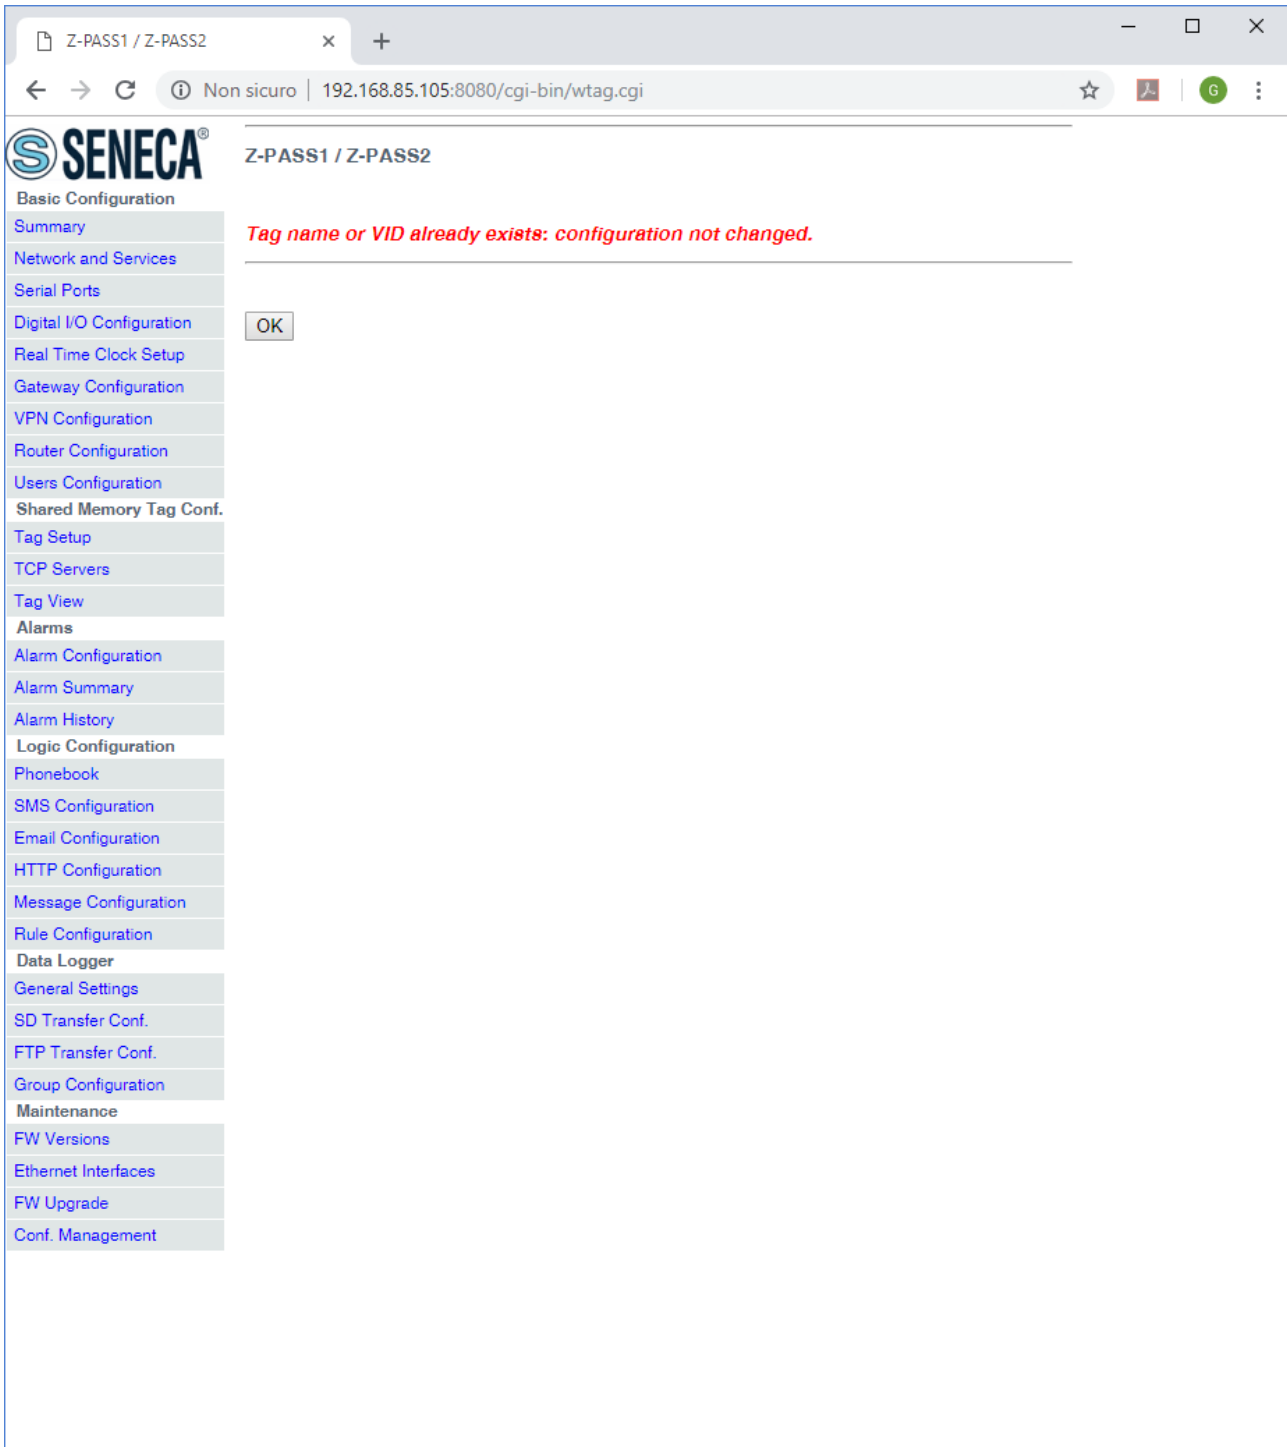 Z-PASS1 / Z-PASS2
Non sicuro | 192.168.85.105:8080/cgi-bin/wtag.cgi
G
SENECA®
Z-PASS1 / Z-PASS2
Tag name or VID already exists: configuration not changed.
OK
Basic Configuration
Summary
Network and Services
Serial Ports
Digital I/O Configuration
Real Time Clock Setup
Gateway Configuration
VPN Configuration
Router Configuration
Users Configuration
Shared Memory Tag Conf.
Tag Setup
TCP Servers
Tag View
Alarms
Alarm Configuration
Alarm Summary
Alarm History
Logic Configuration
Phonebook
SMS Configuration
Email Configuration
HTTP Configuration
Message Configuration
Rule Configuration
Data Logger
General Settings
SD Transfer Conf.
FTP Transfer Conf.
Group Configuration
Maintenance
FW Versions
Ethernet Interfaces
FW Upgrade
Conf. Management